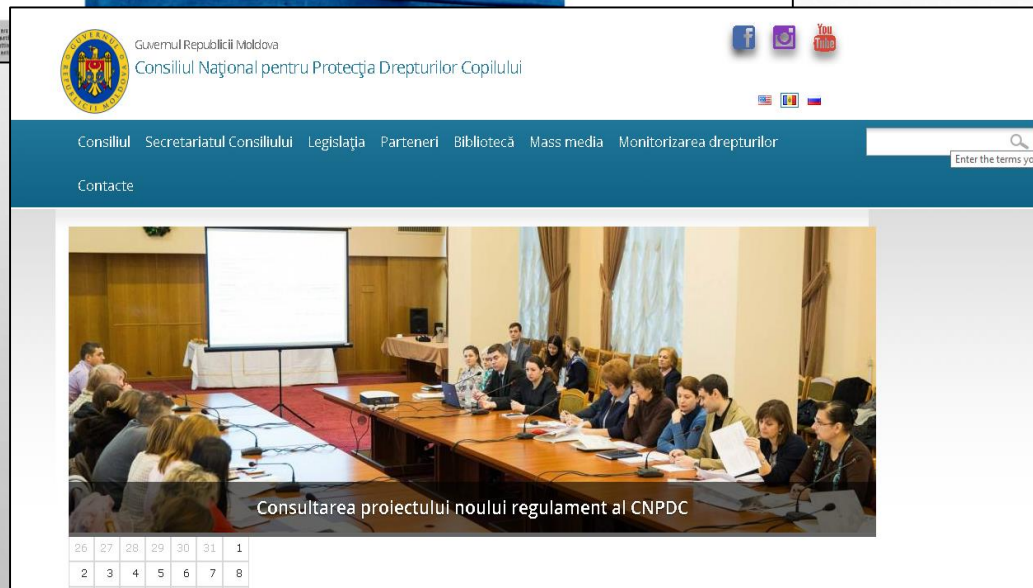 Guvernul Republicii Moldova
Consiliul Naţional pentru Protecţia Drepturilor Copilului
You
Tube
Consiliul Secretariatul Consiliului Legislaţia Parteneri Bibliotecă Mass media Monitorizarea drepturilor
Enter the terms yo
Contacte
Consultarea proiectului noului regulament al CNPDC
26 27 28 29 30 31 1
2 3 4 5 6 7 8